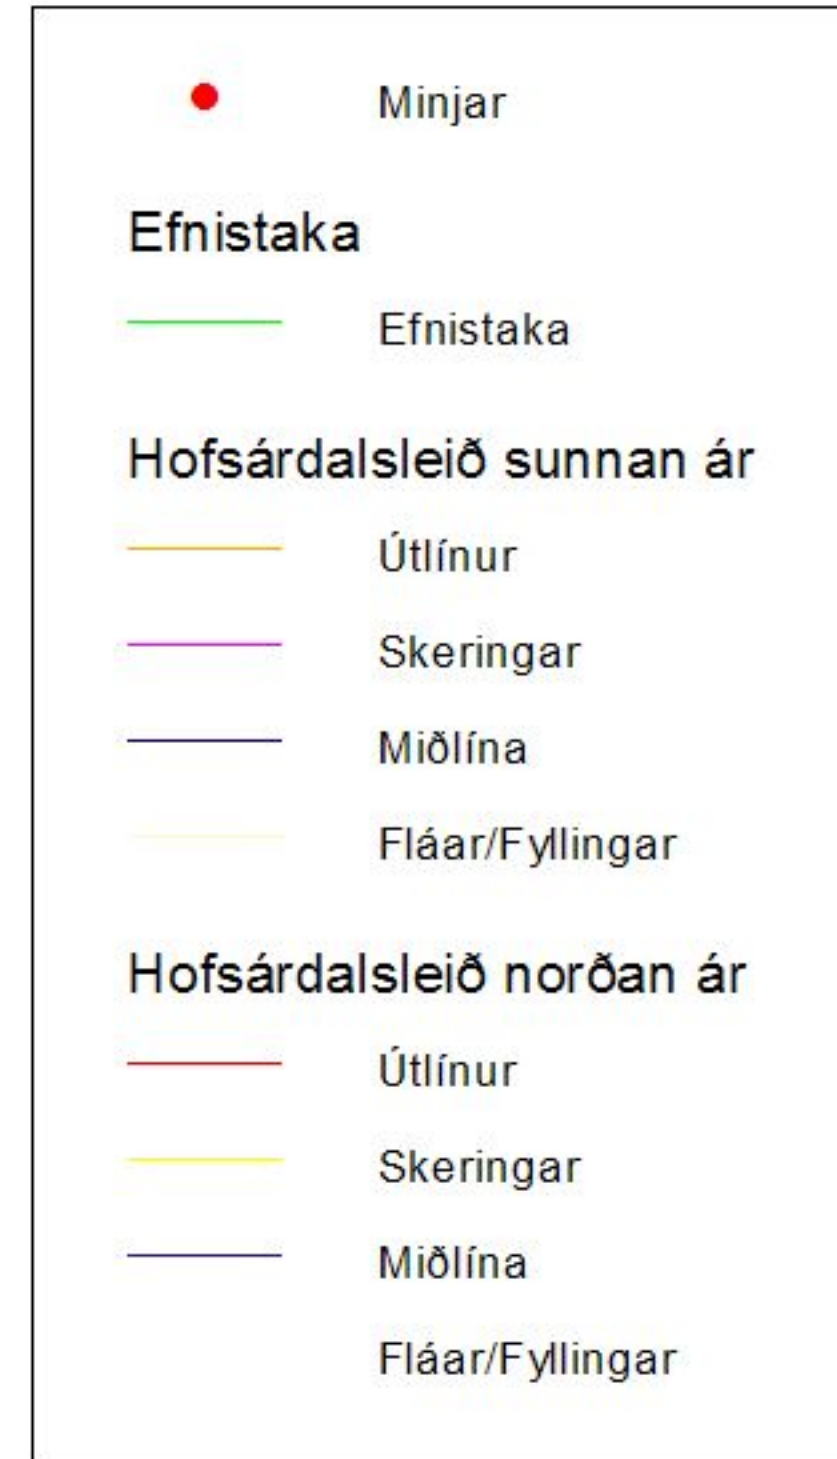 Minjar
Efnistaka
Efnistaka
Hofsárdalsleið sunnan ár
Útlínur
Skeringar
Miðlína
Fláar/Fyllingar
Hofsárdalsleið norðan ár
Útlínur
Skeringar
Miðlína
Fláar/Fyllingar